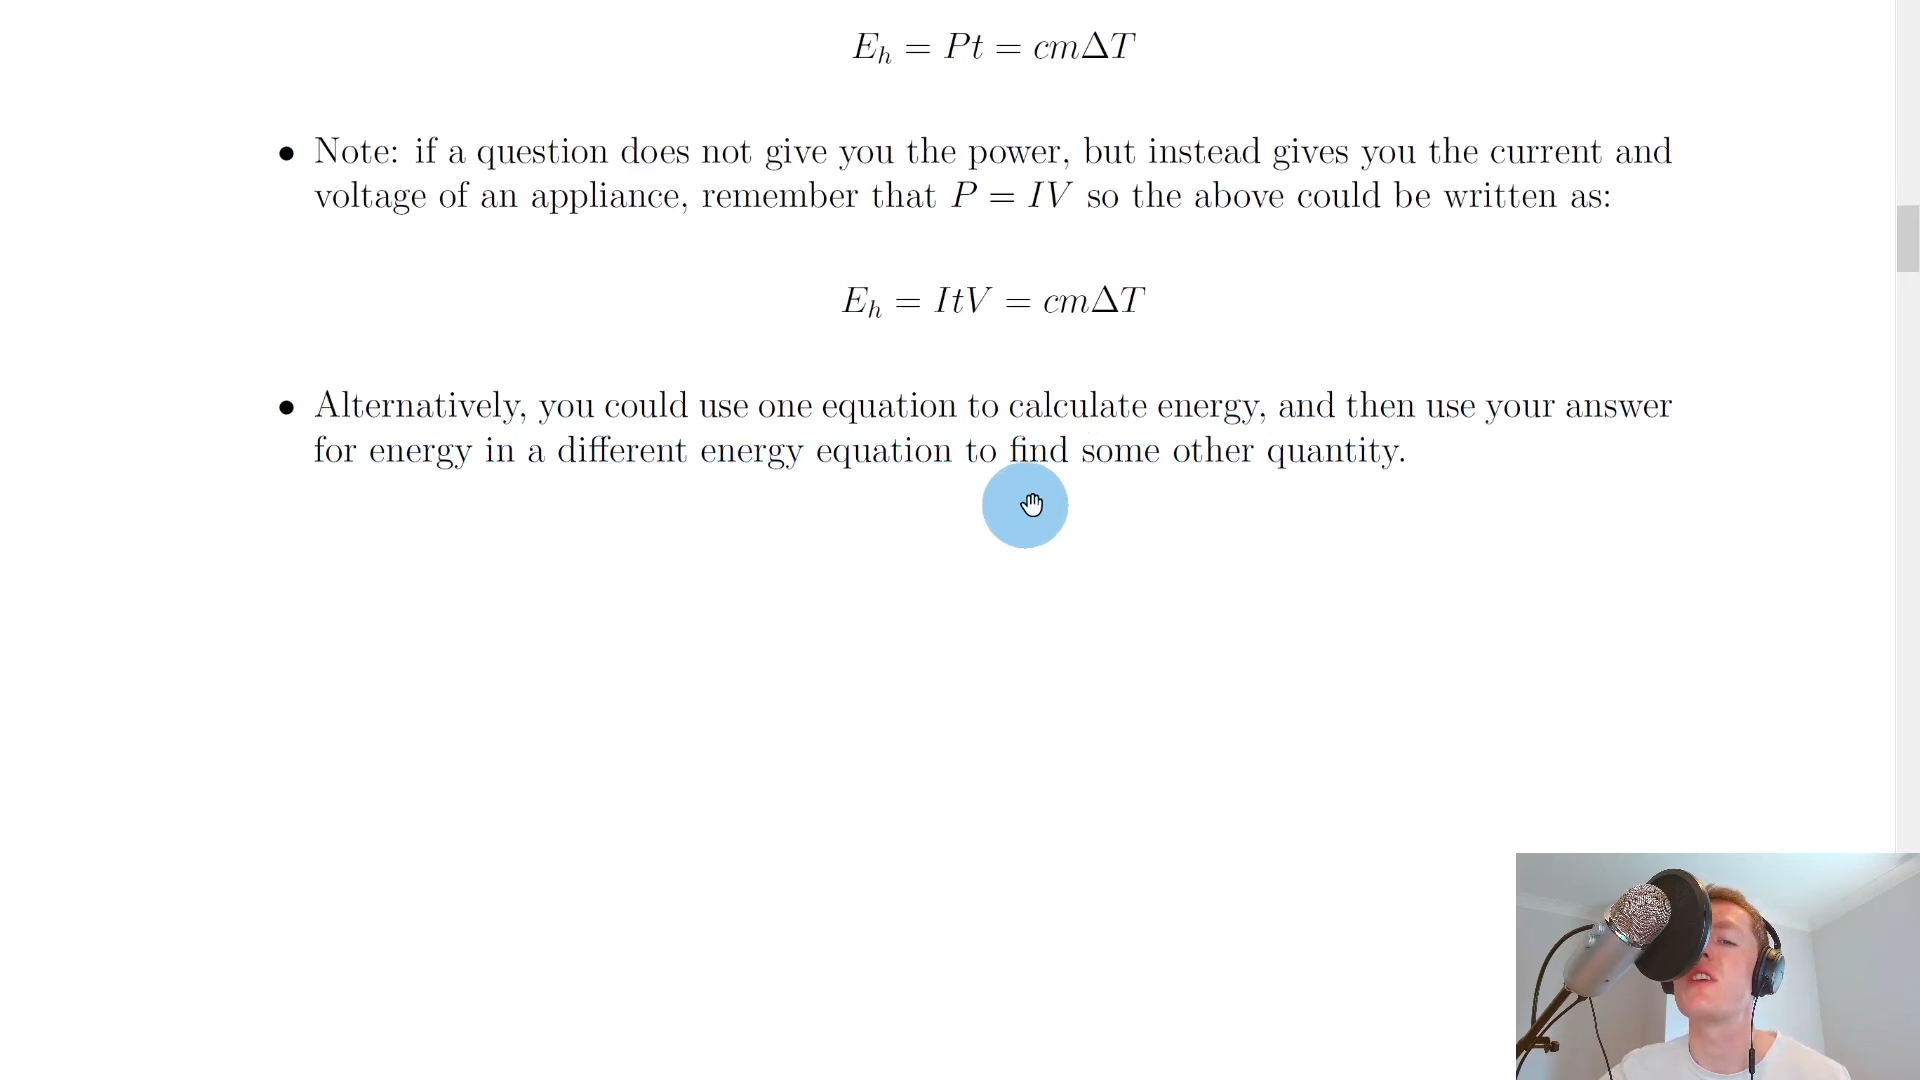 E_h = Pt = cmΔT
• Note: if a question does not give you the power, but instead gives you the current and
voltage of an appliance, remember that P = IV so the above could be written as:
E_h = ItV = cmΔT
• Alternatively, you could use one equation to calculate energy, and then use your answer
for energy in a different energy equation to find some other quantity.